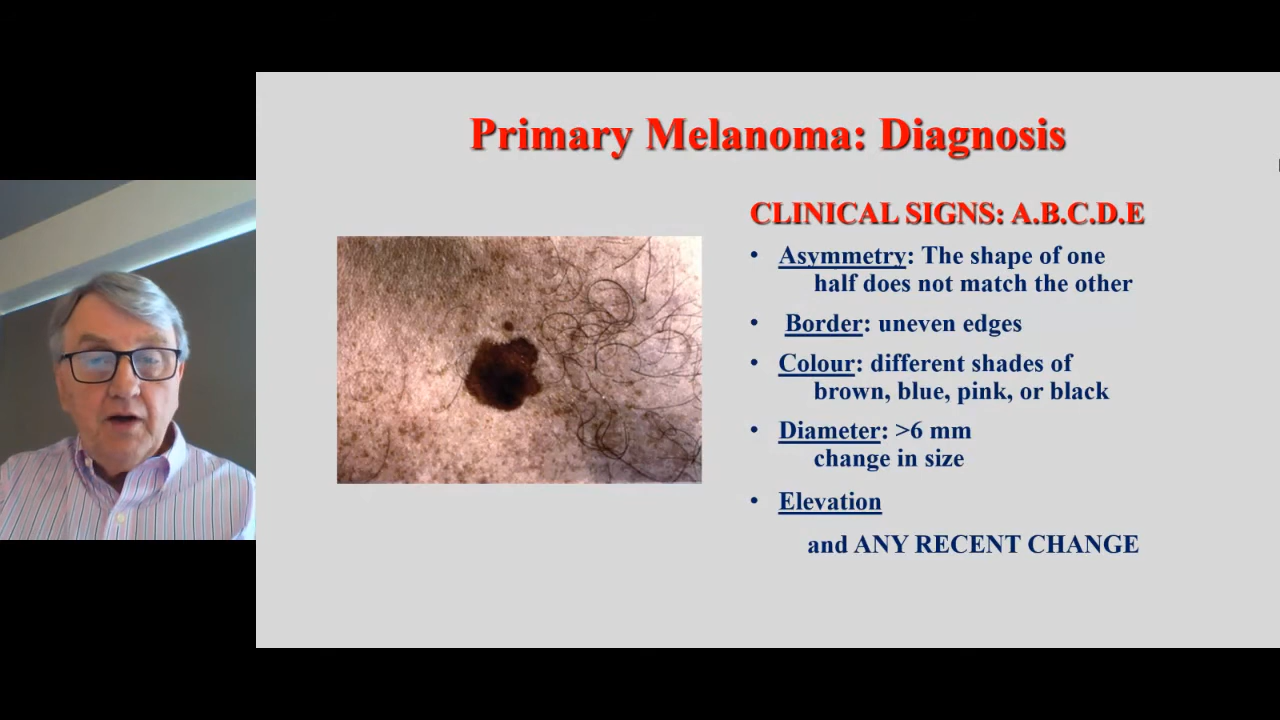 Primary Melanoma: Diagnosis
CLINICAL SIGNS: A.B.C.D.E
• Asymmetry: The shape of one
half does not match the other
• Border: uneven edges
• Colour: different shades of
brown, blue, pink, or black
• Diameter: >6 mm
change in size
• Elevation
and ANY RECENT CHANGE